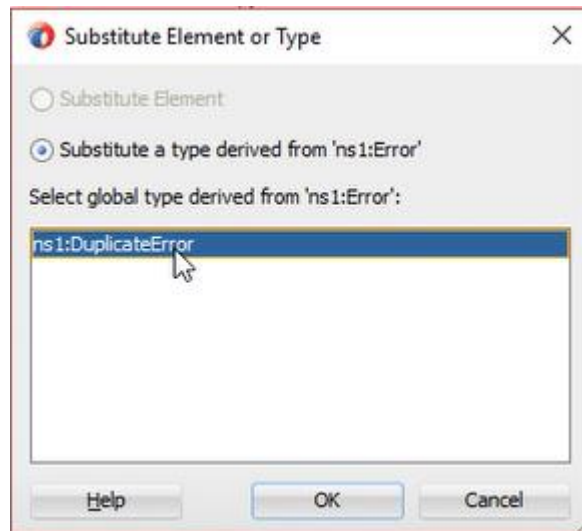 Substitute Element or Type
Substitute Element
Substitute a type derived from 'ns1:Error'
Select global type derived from 'ns1:Error':
ns1:DuplicateError
Help OK Cancel